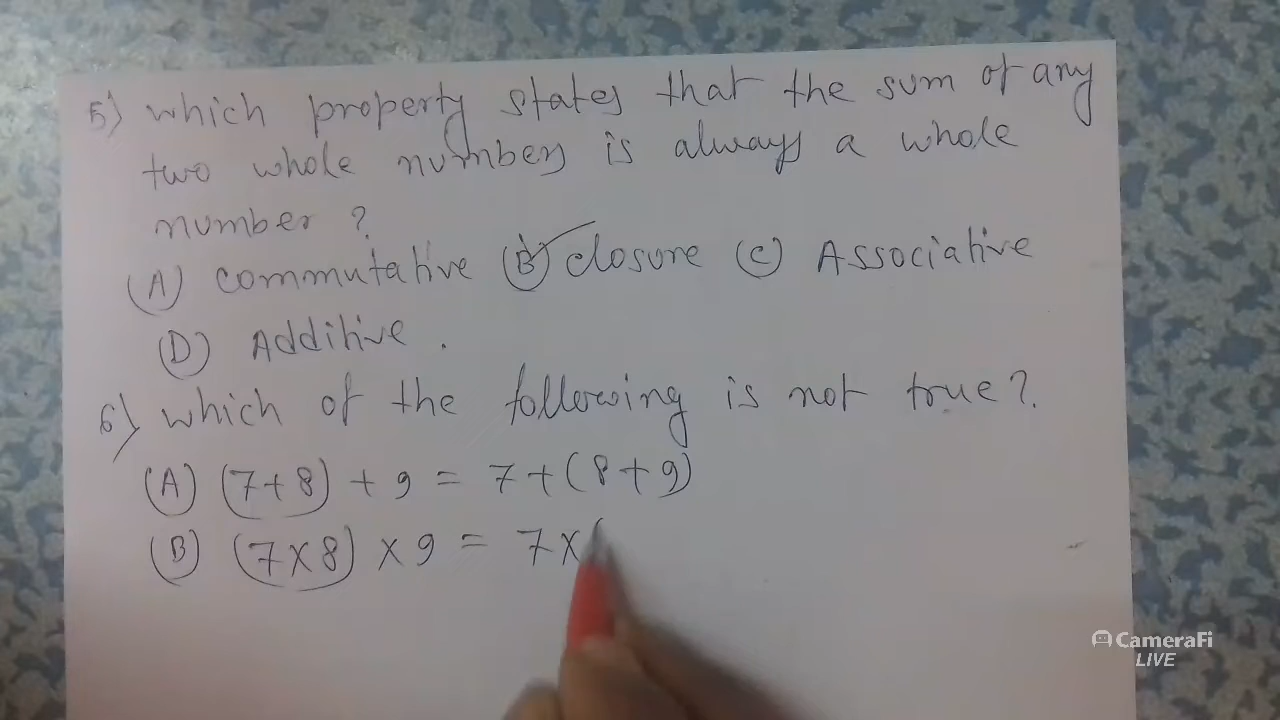 5) which property states that the sum of any
two whole numbers is always a whole
number ?
(A) commutative (B) closure (C) Associative
(D) Additive .
6) which of the following is not true ?
(A) (7+8) + 9 = 7+(8+9)
(B) (7×8) × 9 = 7×(
CameraFi
LIVE